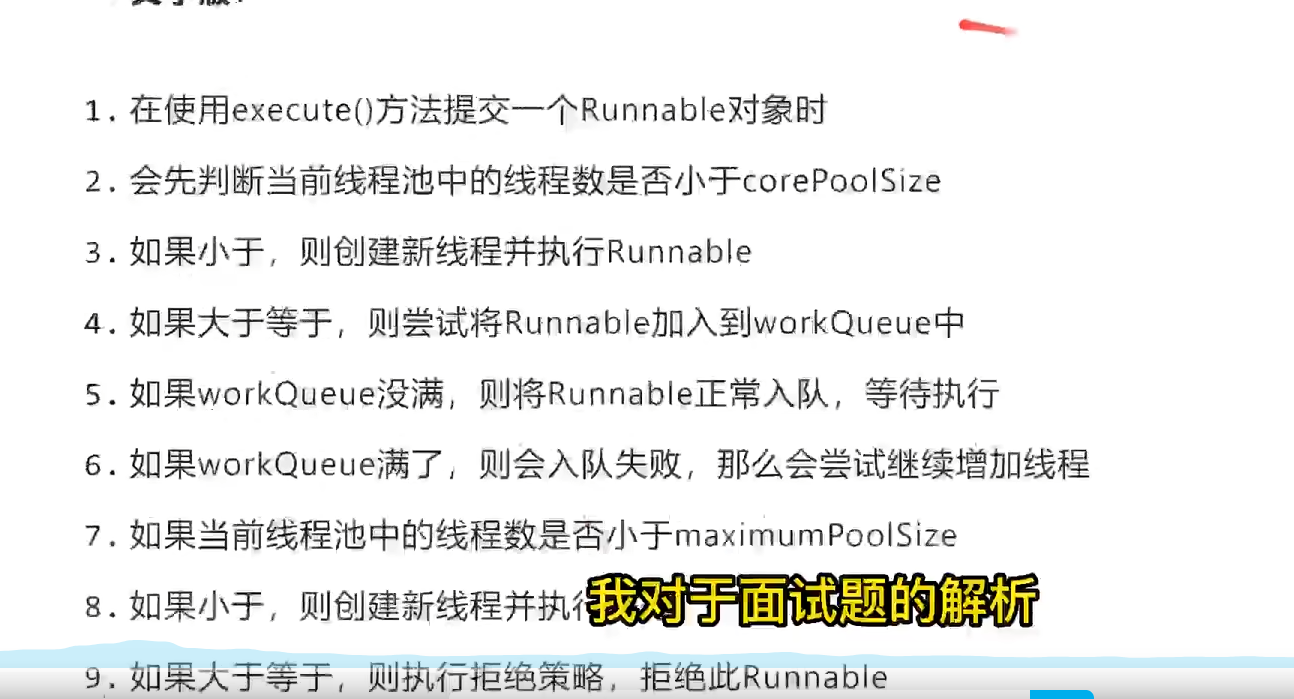 1. 在使用execute()方法提交一个Runnable对象时
2. 会先判断当前线程池中的线程数是否小于corePoolSize
3. 如果小于，则创建新线程并执行Runnable
4. 如果大于等于，则尝试将Runnable加入到workQueue中
5. 如果workQueue没满，则将Runnable正常入队，等待执行
6. 如果workQueue满了，则会入队失败，那么会尝试继续增加线程
7. 如果当前线程池中的线程数是否小于maximumPoolSize
8. 如果小于，则创建新线程并执行
我对于面试题的解析
9. 如果大于等于，则执行拒绝策略，拒绝此Runnable